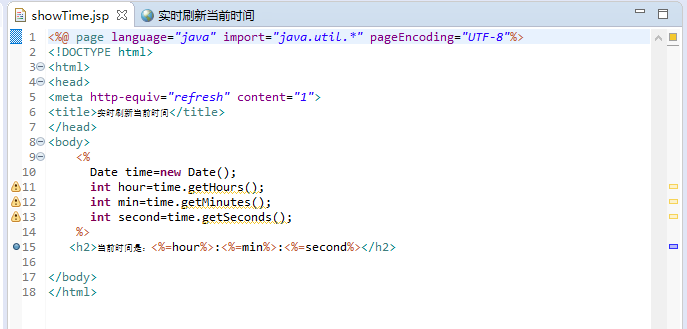 showTime.jsp 实时刷新当前时间
1 <%@ page language="java" import="java.util.*" pageEncoding="UTF-8"%>
2 <!DOCTYPE html>
3 <html>
4 <head>
5 <meta http-equiv="refresh" content="1">
6 <title>实时刷新当前时间</title>
7 </head>
8 <body>
9 <%
10 Date time=new Date();
11 int hour=time.getHours();
12 int min=time.getMinutes();
13 int second=time.getSeconds();
14 %>
15 <h2>当前时间是：<%=hour%>:<%=min%>:<%=second%></h2>
16
17 </body>
18 </html>